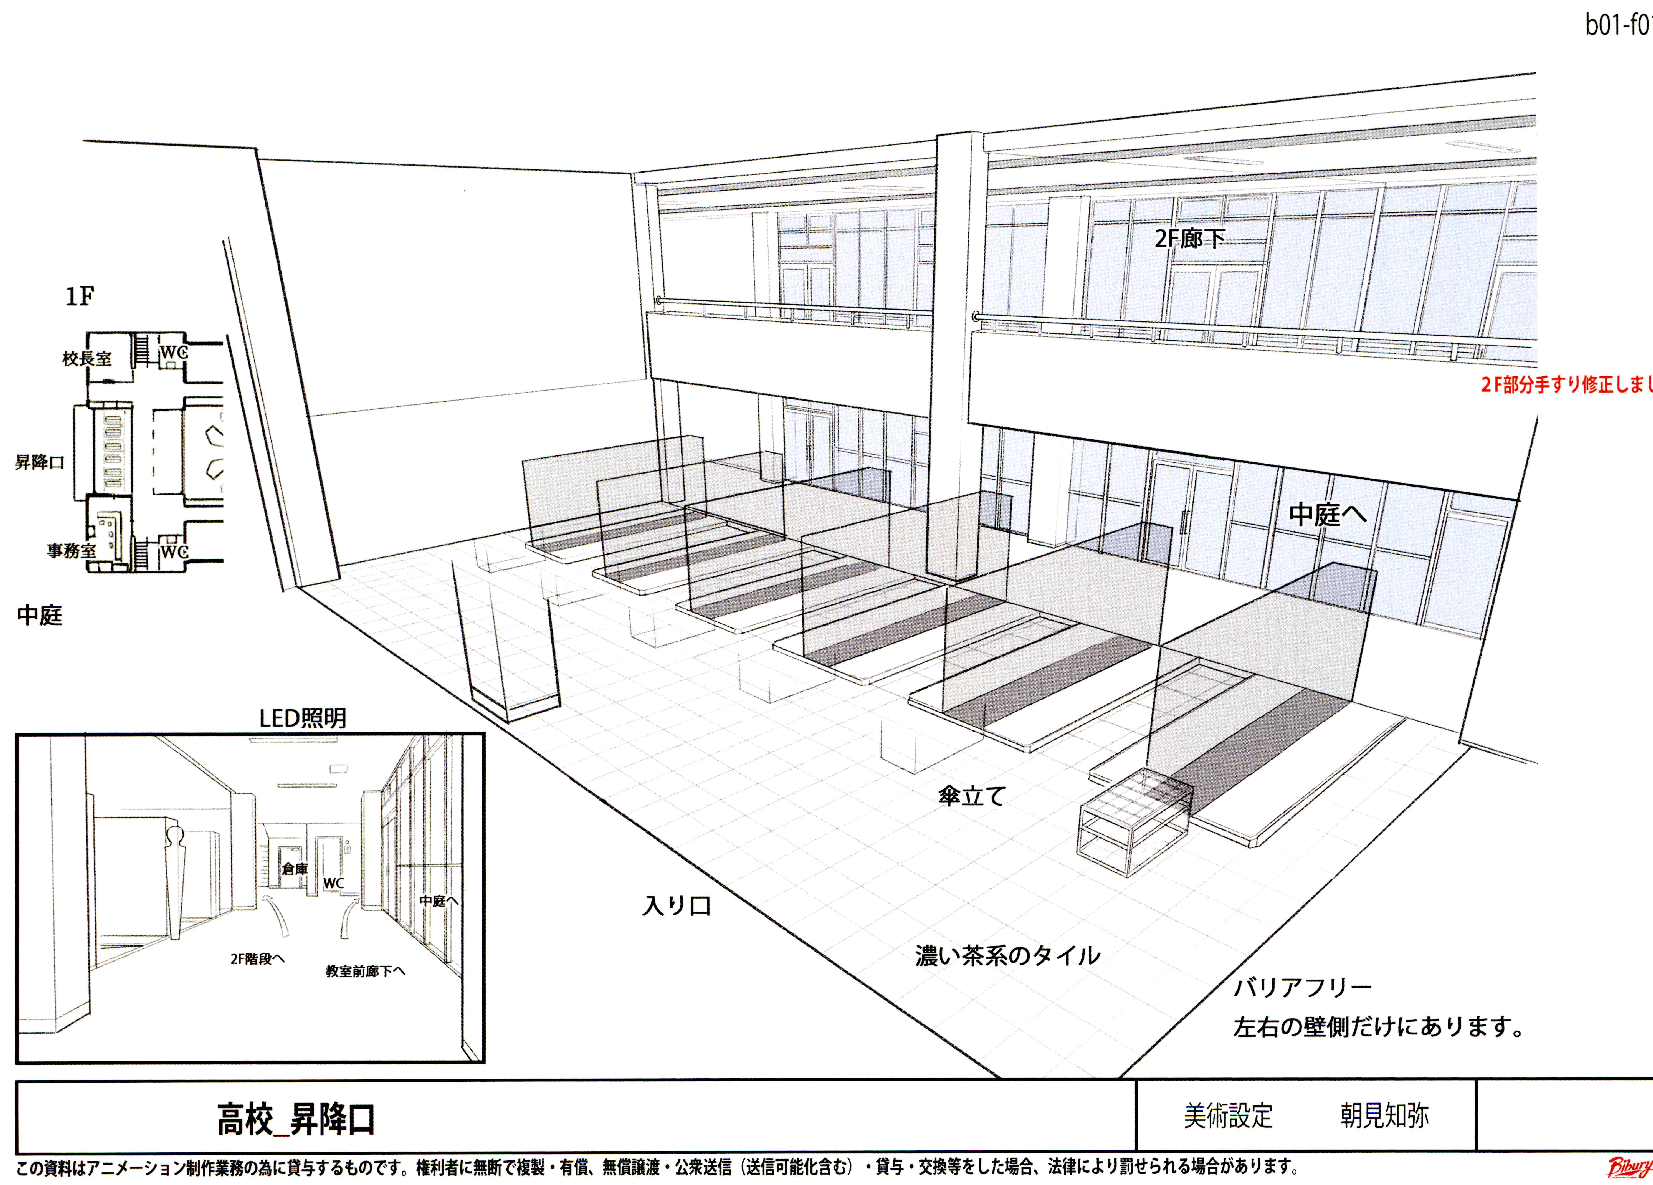 b01-f01
2F廊下
1F
校長室
WC
2F部分手すり修正しまし
昇降口
中庭へ
事務室
WC
中庭
LED照明
傘立て
倉庫
WC
中庭へ
入り口
2F階段へ
教室前廊下へ
濃い茶系のタイル
バリアフリー
左右の壁側だけにあります。
高校_昇降口
美術設定 朝見知弥
この資料はアニメーション制作業務の為に貸与するものです。権利者に無断で複製・有償、無償譲渡・公衆送信（送信可能化含む）・貸与・交換等をした場合、法律により罰せられる場合があります。
Bibury